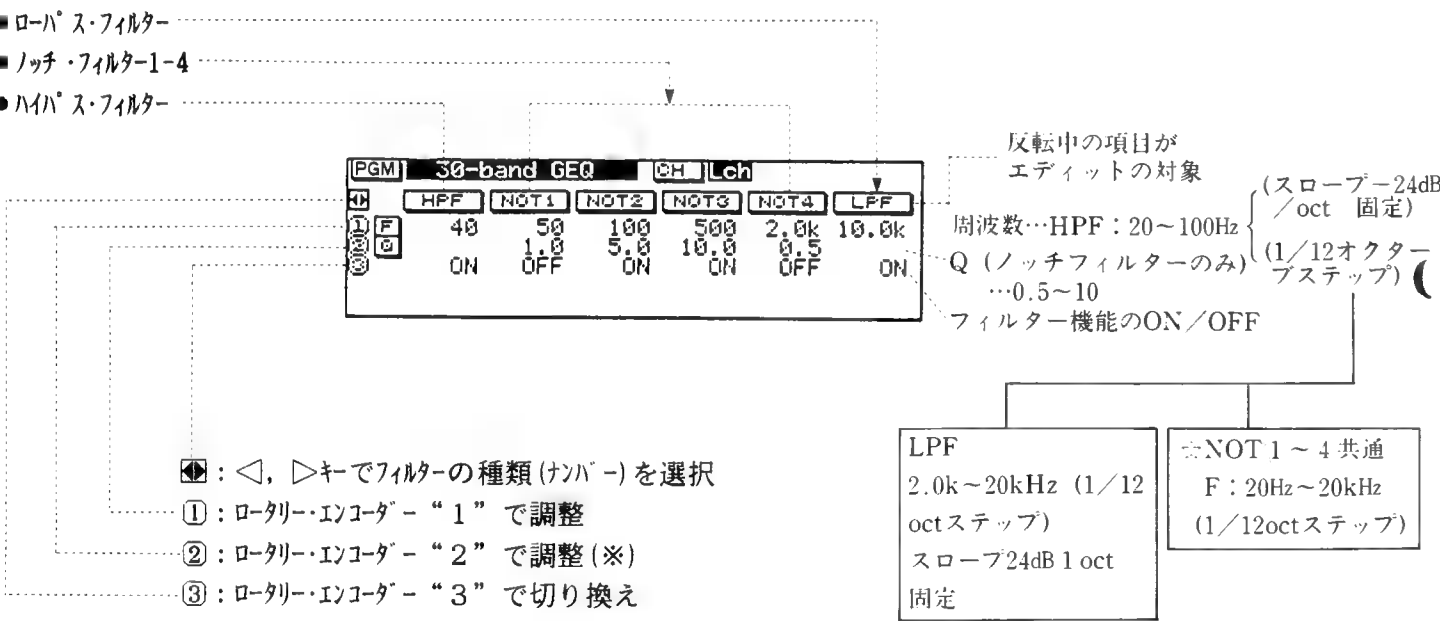 ローパス・フィルター
ノッチ・フィルター1-4
ハイパス・フィルター
PGM 30-band GEQ CH Lch
HPF NOT1 NOT2 NOT3 NOT4 LPF
① F 40 50 100 500 2.0k 10.0k
② Q 1.0 5.0 10.0 0.5
③ ON OFF ON ON OFF ON
反転中の項目が
エディットの対象
周波数…HPF：20～100Hz
(スロープ－24dB
／oct 固定)
(1／12オクター
ブステップ)
Q (ノッチフィルターのみ)
…0.5～10
フィルター機能のON／OFF
：◁, ▷キーでフィルターの種類(ナンバー)を選択
①：ロータリー・エンコーダー“1”で調整
②：ロータリー・エンコーダー“2”で調整(※)
③：ロータリー・エンコーダー“3”で切り換え
LPF
2.0k～20kHz (1／12
octステップ)
スロープ24dB 1 oct
固定
☆NOT 1～4 共通
F：20Hz～20kHz
(1／12octステップ)